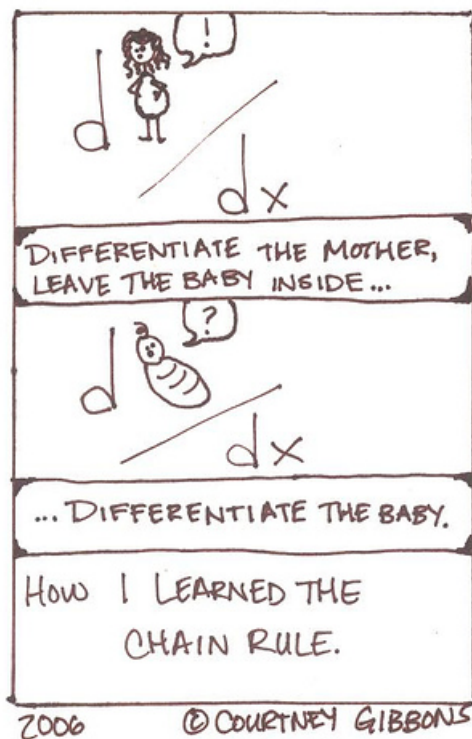 !
d
dx
DIFFERENTIATE THE MOTHER,
LEAVE THE BABY INSIDE...
?
d
dx
...DIFFERENTIATE THE BABY.
HOW I LEARNED THE
CHAIN RULE.
2006 © COURTNEY GIBBONS